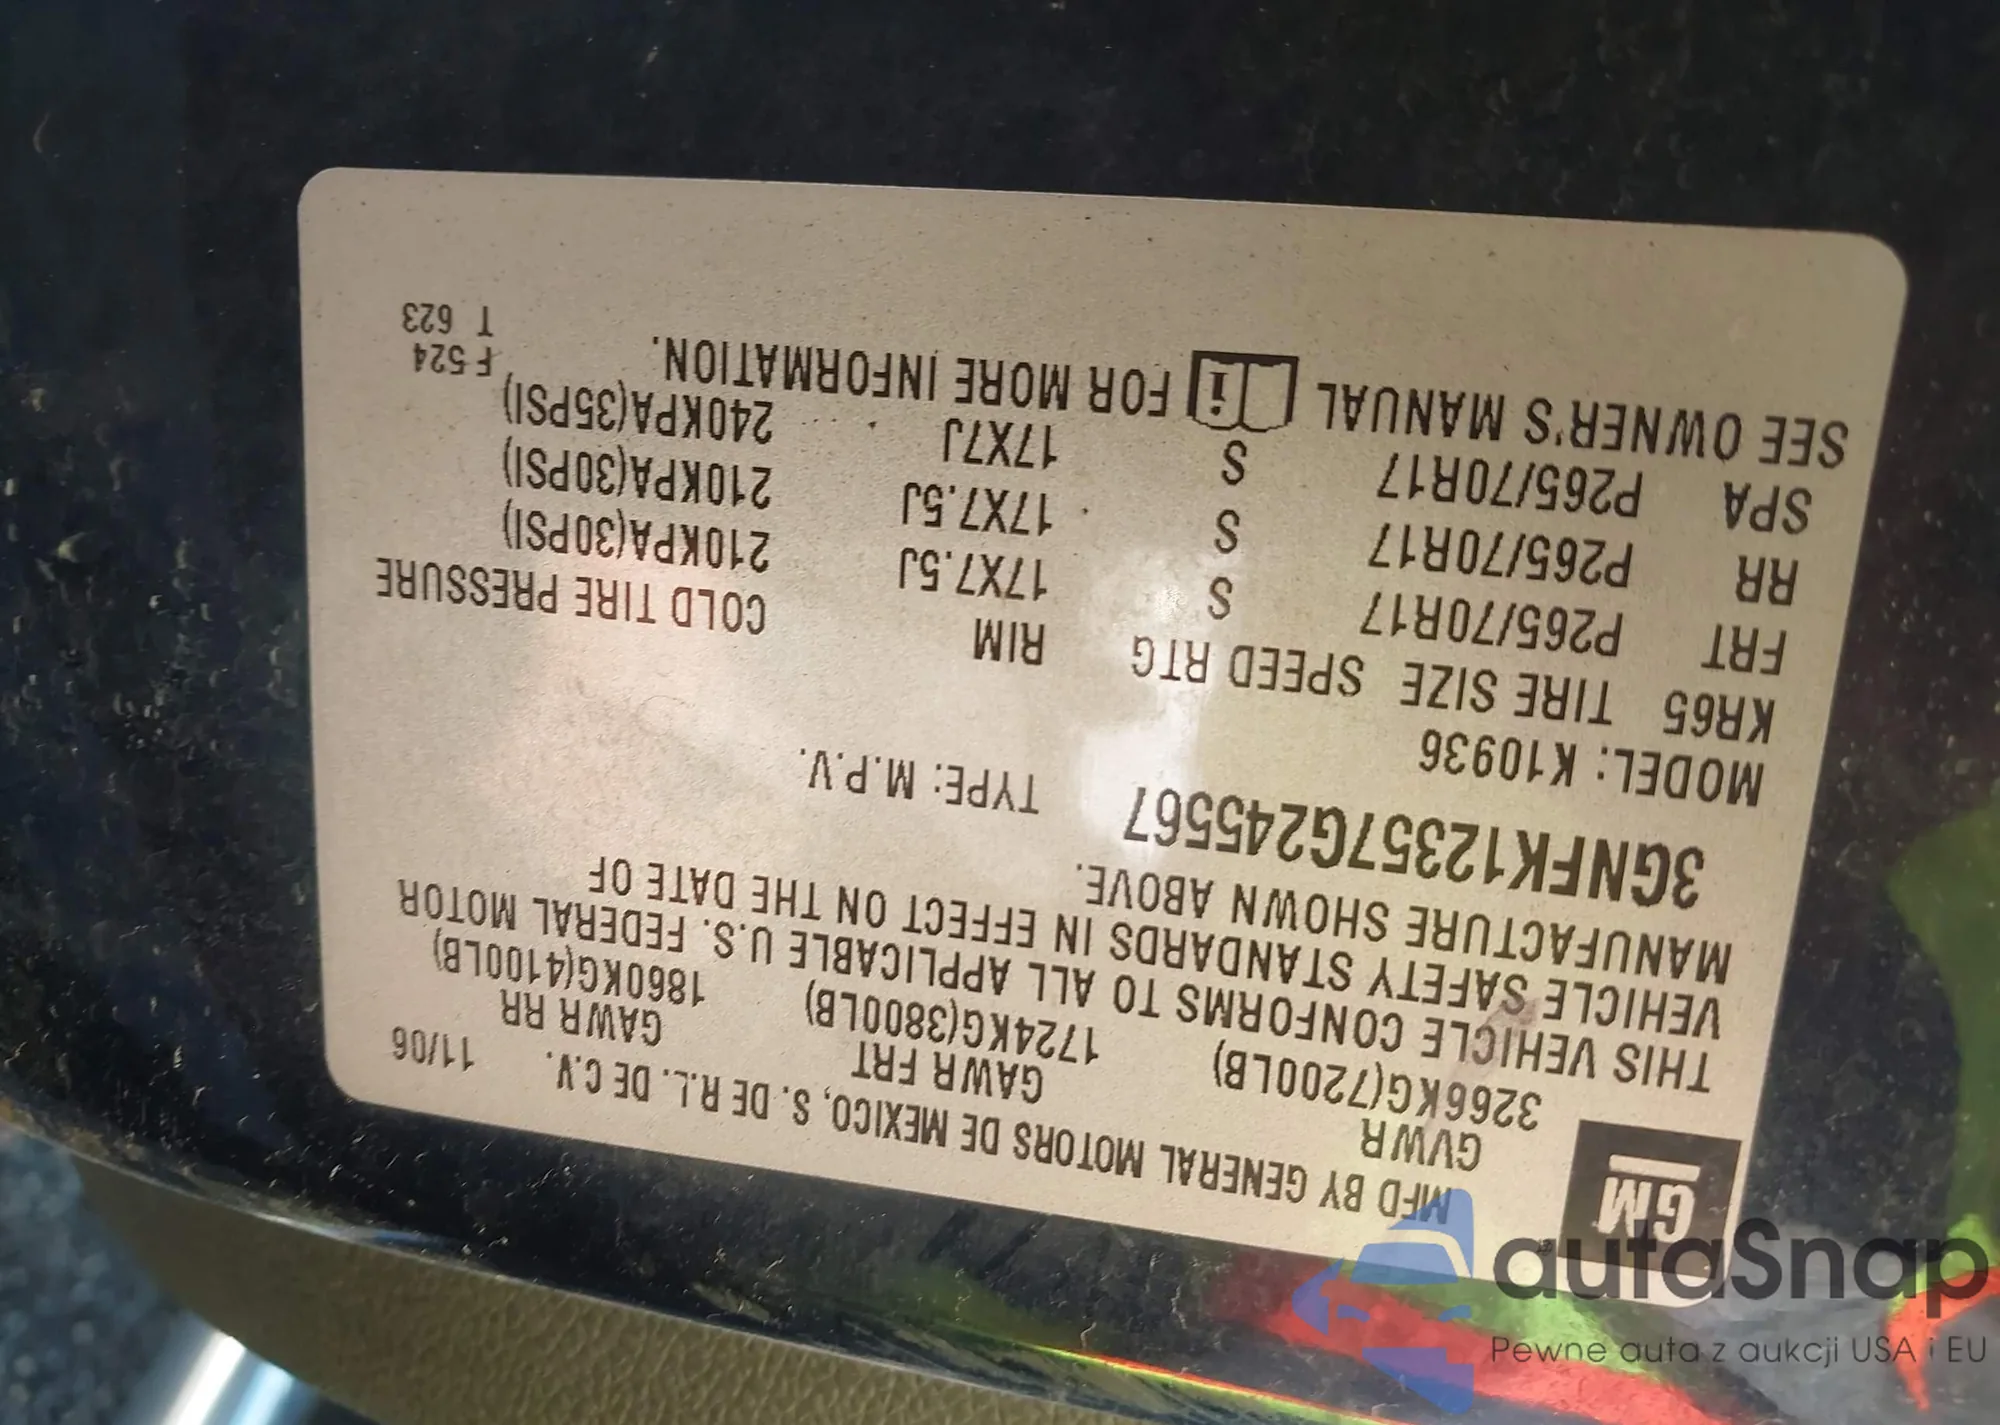 GM
MFD BY GENERAL MOTORS DE MEXICO, S. DE R.L. DE C.V. 11/06
GVWR GAWR FRT GAWR RR
3266KG(7200LB) 1724KG(3800LB) 1860KG(4100LB)
THIS VEHICLE CONFORMS TO ALL APPLICABLE U.S. FEDERAL MOTOR
VEHICLE SAFETY STANDARDS IN EFFECT ON THE DATE OF
MANUFACTURE SHOWN ABOVE.
3GNFK12357G245567 TYPE: M.P.V.
MODEL: K10936
KR65 TIRE SIZE SPEED RTG RIM COLD TIRE PRESSURE
FRT P265/70R17 S 17X7.5J 210KPA(30PSI)
RR P265/70R17 S 17X7.5J 210KPA(30PSI)
SPA P265/70R17 S 17X7J 240KPA(35PSI)
SEE OWNER'S MANUAL i FOR MORE INFORMATION.
F 524
T 623
autaSnap
Pewne auta z aukcji USA i EU